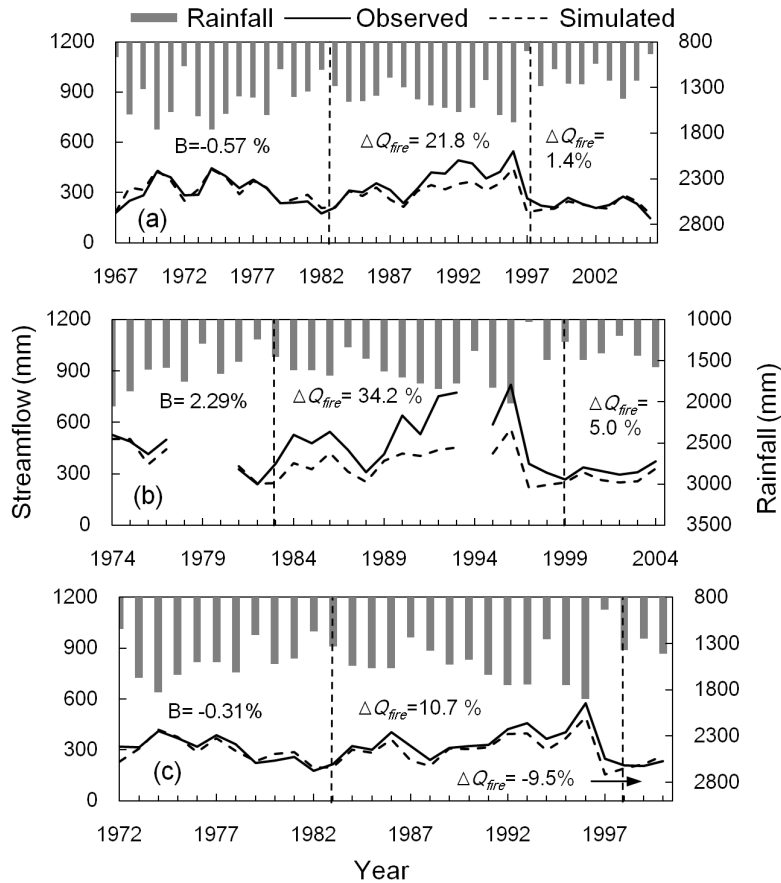 Rainfall Observed Simulated
1200 800
900 1300
600 1800
300 2300
0 2800
B=-0.57 %
△Qfire= 21.8 %
△Qfire=
1.4%
(a)
1967 1972 1977 1982 1987 1992 1997 2002
Streamflow (mm)
Rainfall (mm)
1200 1000
900 1500
600 2000
300 2500
0 3000
3500
B= 2.29%
△Qfire= 34.2 %
△Qfire=
5.0 %
(b)
1974 1979 1984 1989 1994 1999 2004
1200 800
900 1300
600 1800
300 2300
0 2800
B= -0.31%
△Qfire=10.7 %
△Qfire= -9.5%
(c)
1972 1977 1982 1987 1992 1997
Year